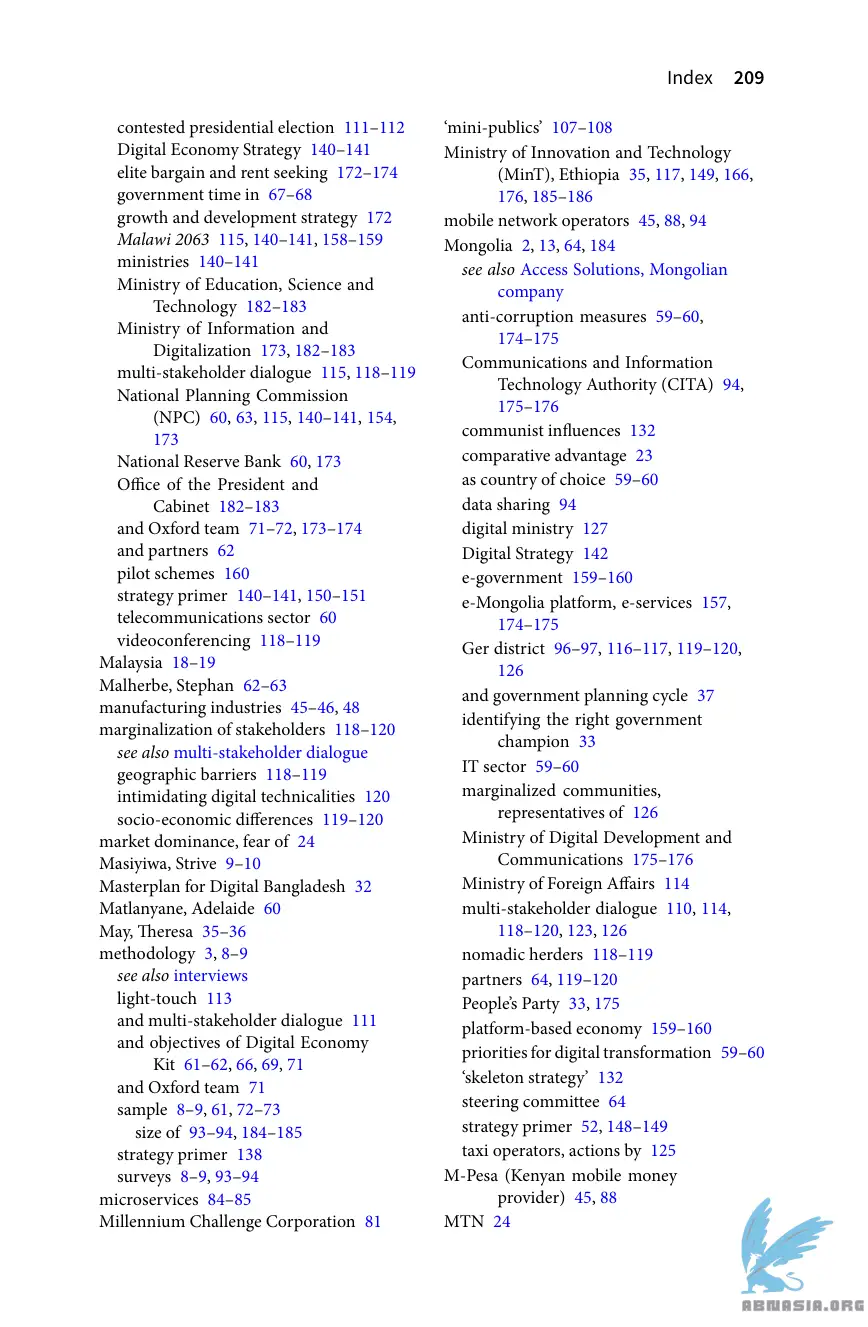 Index 209
contested presidential election 111–112
Digital Economy Strategy 140–141
elite bargain and rent seeking 172–174
government time in 67–68
growth and development strategy 172
Malawi 2063 115, 140–141, 158–159
ministries 140–141
Ministry of Education, Science and
Technology 182–183
Ministry of Information and
Digitalization 173, 182–183
multi-stakeholder dialogue 115, 118–119
National Planning Commission
(NPC) 60, 63, 115, 140–141, 154,
173
National Reserve Bank 60, 173
Office of the President and
Cabinet 182–183
and Oxford team 71–72, 173–174
and partners 62
pilot schemes 160
strategy primer 140–141, 150–151
telecommunications sector 60
videoconferencing 118–119
Malaysia 18–19
Malherbe, Stephan 62–63
manufacturing industries 45–46, 48
marginalization of stakeholders 118–120
see also multi-stakeholder dialogue
geographic barriers 118–119
intimidating digital technicalities 120
socio-economic differences 119–120
market dominance, fear of 24
Masiyiwa, Strive 9–10
Masterplan for Digital Bangladesh 32
Matlanyane, Adelaide 60
May, Theresa 35–36
methodology 3, 8–9
see also interviews
light-touch 113
and multi-stakeholder dialogue 111
and objectives of Digital Economy
Kit 61–62, 66, 69, 71
and Oxford team 71
sample 8–9, 61, 72–73
size of 93–94, 184–185
strategy primer 138
surveys 8–9, 93–94
microservices 84–85
Millennium Challenge Corporation 81
‘mini-publics’ 107–108
Ministry of Innovation and Technology
(MinT), Ethiopia 35, 117, 149, 166,
176, 185–186
mobile network operators 45, 88, 94
Mongolia 2, 13, 64, 184
see also Access Solutions, Mongolian
company
anti-corruption measures 59–60,
174–175
Communications and Information
Technology Authority (CITA) 94,
175–176
communist influences 132
comparative advantage 23
as country of choice 59–60
data sharing 94
digital ministry 127
Digital Strategy 142
e-government 159–160
e-Mongolia platform, e-services 157,
174–175
Ger district 96–97, 116–117, 119–120,
126
and government planning cycle 37
identifying the right government
champion 33
IT sector 59–60
marginalized communities,
representatives of 126
Ministry of Digital Development and
Communications 175–176
Ministry of Foreign Affairs 114
multi-stakeholder dialogue 110, 114,
118–120, 123, 126
nomadic herders 118–119
partners 64, 119–120
People’s Party 33, 175
platform-based economy 159–160
priorities for digital transformation 59–60
‘skeleton strategy’ 132
steering committee 64
strategy primer 52, 148–149
taxi operators, actions by 125
M-Pesa (Kenyan mobile money
provider) 45, 88
MTN 24
ABNASIA.ORG